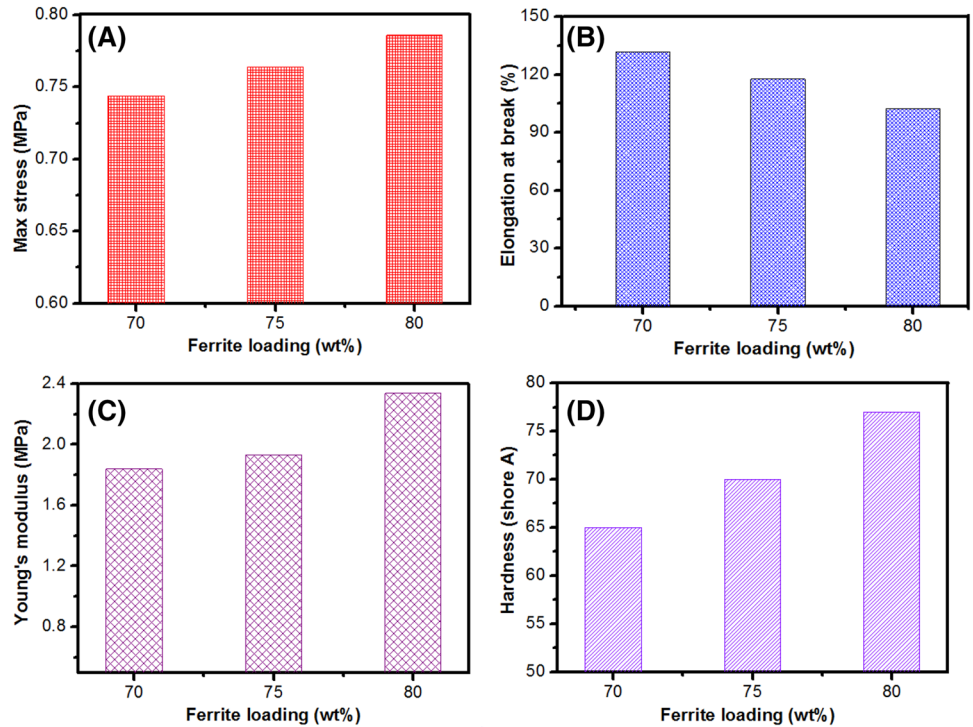 (A)
Max stress (MPa)
0.80
0.75
0.70
0.65
0.60
70 75 80
Ferrite loading (wt%)
(B)
Elongation at break (%)
150
120
90
60
30
0
70 75 80
Ferrite loading (wt%)
(C)
Young's modulus (MPa)
2.4
2.0
1.6
1.2
0.8
70 75 80
Ferrite loading (wt%)
(D)
Hardness (shore A)
80
75
70
65
60
55
50
70 75 80
Ferrite loading (wt%)